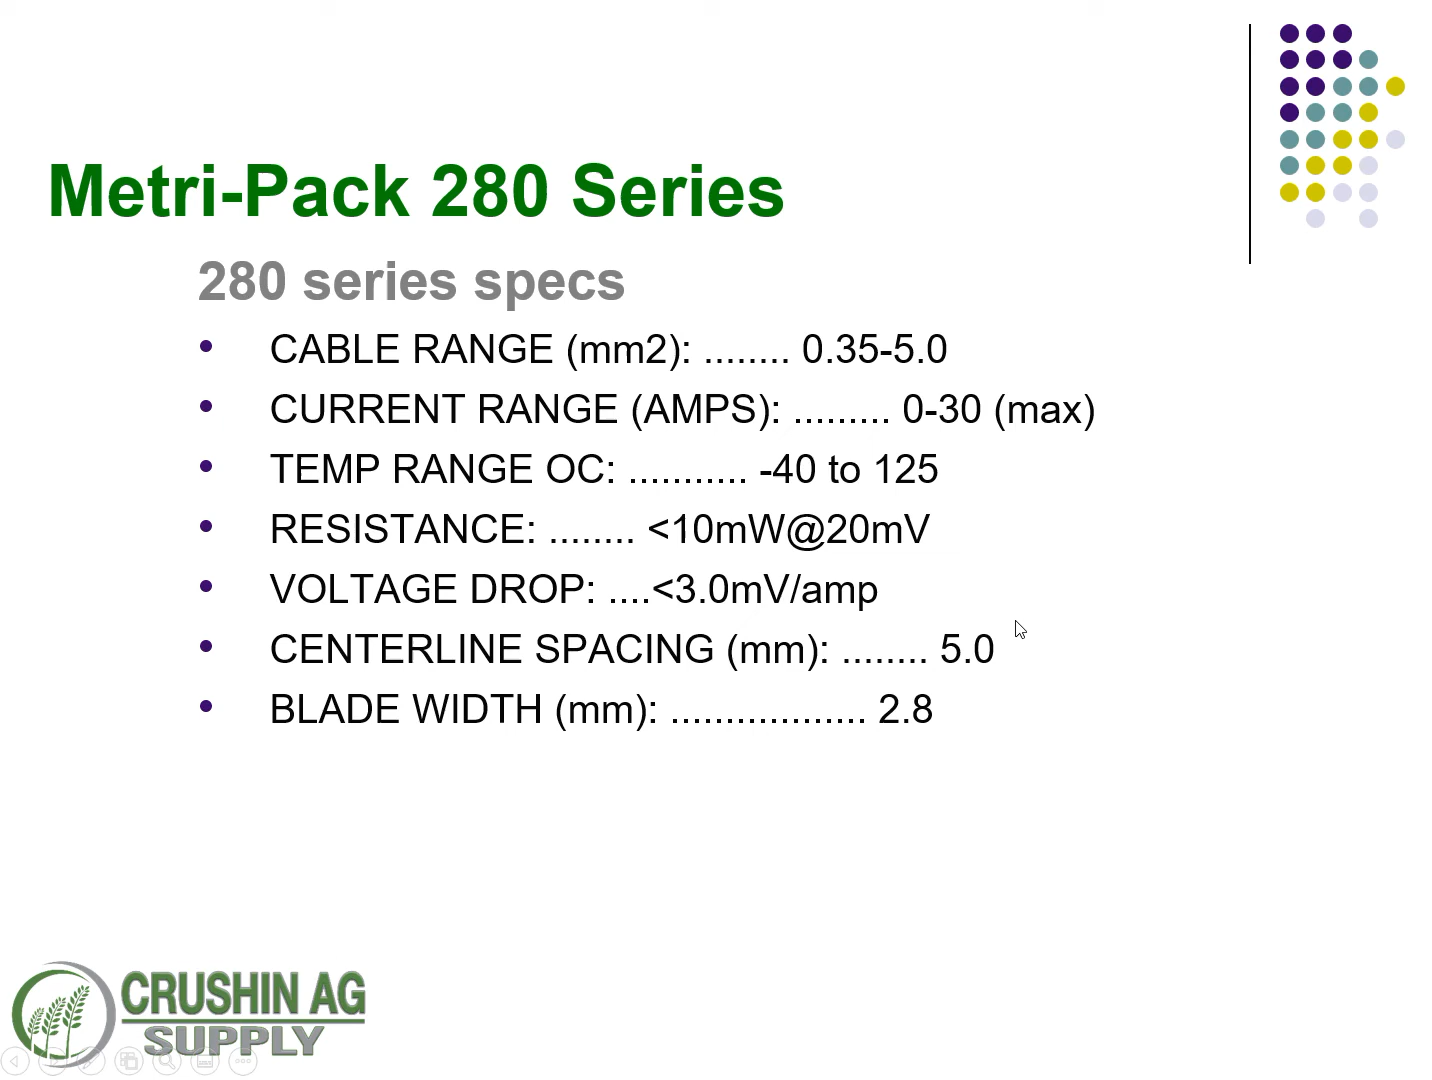 Metri-Pack 280 Series
280 series specs
• CABLE RANGE (mm2): ........ 0.35-5.0
• CURRENT RANGE (AMPS): ......... 0-30 (max)
• TEMP RANGE OC: ........... -40 to 125
• RESISTANCE: ........ <10mW@20mV
• VOLTAGE DROP: ....<3.0mV/amp
• CENTERLINE SPACING (mm): ........ 5.0
• BLADE WIDTH (mm): .................. 2.8
CRUSHIN AG
SUPPLY